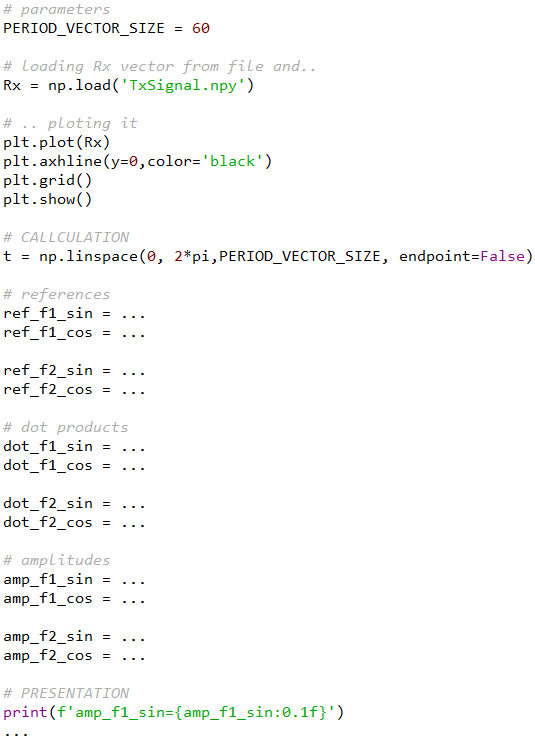 # parameters
PERIOD_VECTOR_SIZE = 60
# loading Rx vector from file and..
Rx = np.load('TxSignal.npy')
# .. ploting it
plt.plot(Rx)
plt.axhline(y=0,color='black')
plt.grid()
plt.show()
# CALLCULATION
t = np.linspace(0, 2*pi,PERIOD_VECTOR_SIZE, endpoint=False)
# references
ref_f1_sin = ...
ref_f1_cos = ...
ref_f2_sin = ...
ref_f2_cos = ...
# dot products
dot_f1_sin = ...
dot_f1_cos = ...
dot_f2_sin = ...
dot_f2_cos = ...
# amplitudes
amp_f1_sin = ...
amp_f1_cos = ...
amp_f2_sin = ...
amp_f2_cos = ...
# PRESENTATION
print(f'amp_f1_sin={amp_f1_sin:0.1f}')
...